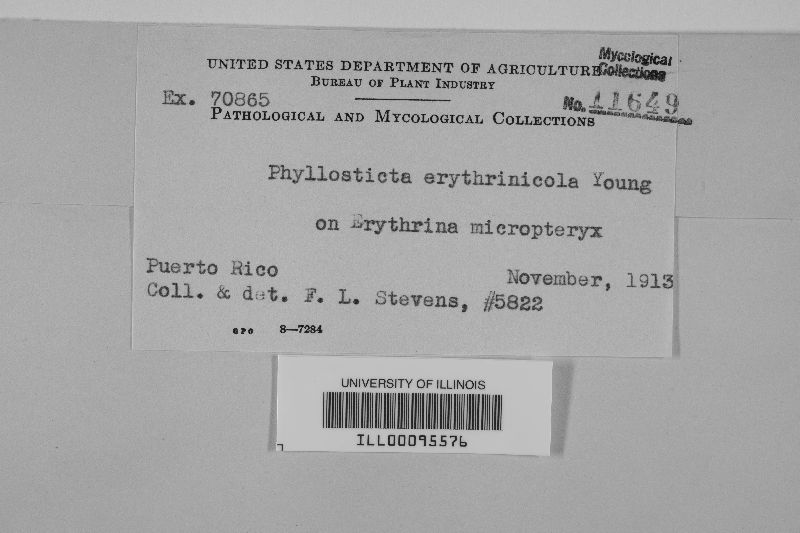 UNITED STATES DEPARTMENT OF AGRICULTURE
Mycological
Collections
BUREAU OF PLANT INDUSTRY
Ex. 70865
No. 11649
PATHOLOGICAL AND MYCOLOGICAL COLLECTIONS
Phyllosticta erythrinicola Young
on Erythrina micropteryx
Puerto Rico
November, 1913
Coll. & det. F. L. Stevens, #5822
GPO 8—7284
UNIVERSITY OF ILLINOIS
ILL00095576